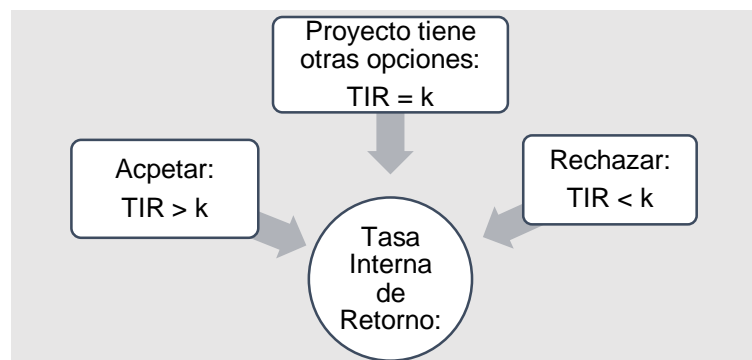 Proyecto tiene
otras opciones:
TIR = k
Acpetar:
TIR > k
Rechazar:
TIR < k
Tasa
Interna
de
Retorno: